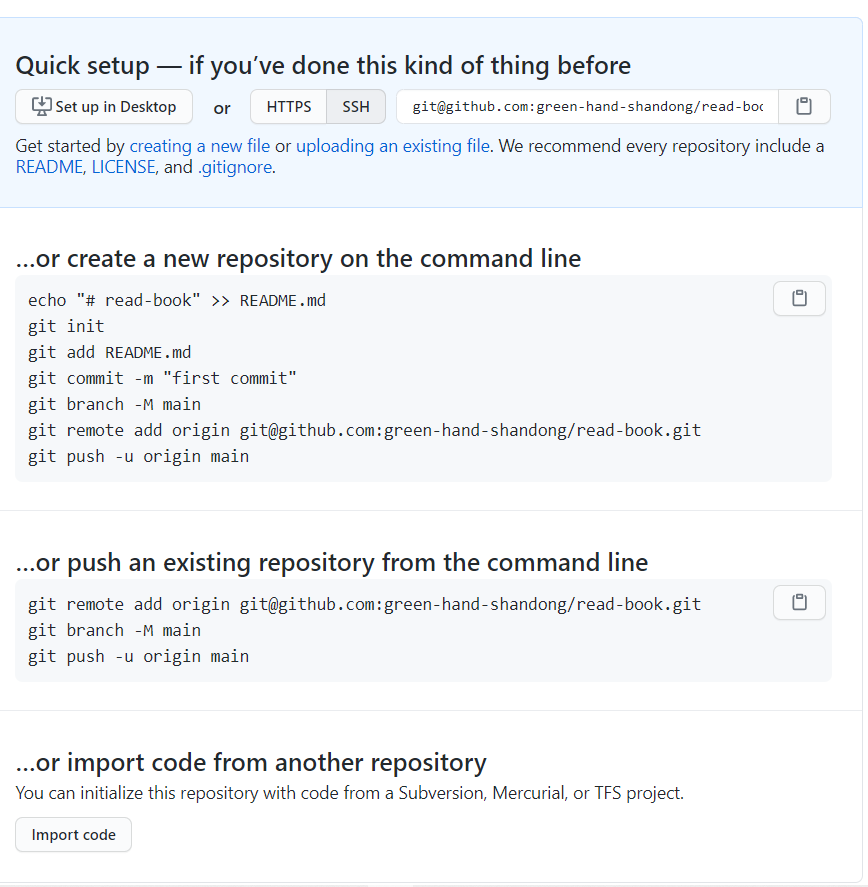 Quick setup — if you’ve done this kind of thing before
Set up in Desktop or HTTPS SSH git@github.com:green-hand-shandong/read-boo
Get started by creating a new file or uploading an existing file. We recommend every repository include a
README, LICENSE, and .gitignore.
…or create a new repository on the command line
echo "# read-book" >> README.md
git init
git add README.md
git commit -m "first commit"
git branch -M main
git remote add origin git@github.com:green-hand-shandong/read-book.git
git push -u origin main
…or push an existing repository from the command line
git remote add origin git@github.com:green-hand-shandong/read-book.git
git branch -M main
git push -u origin main
…or import code from another repository
You can initialize this repository with code from a Subversion, Mercurial, or TFS project.
Import code